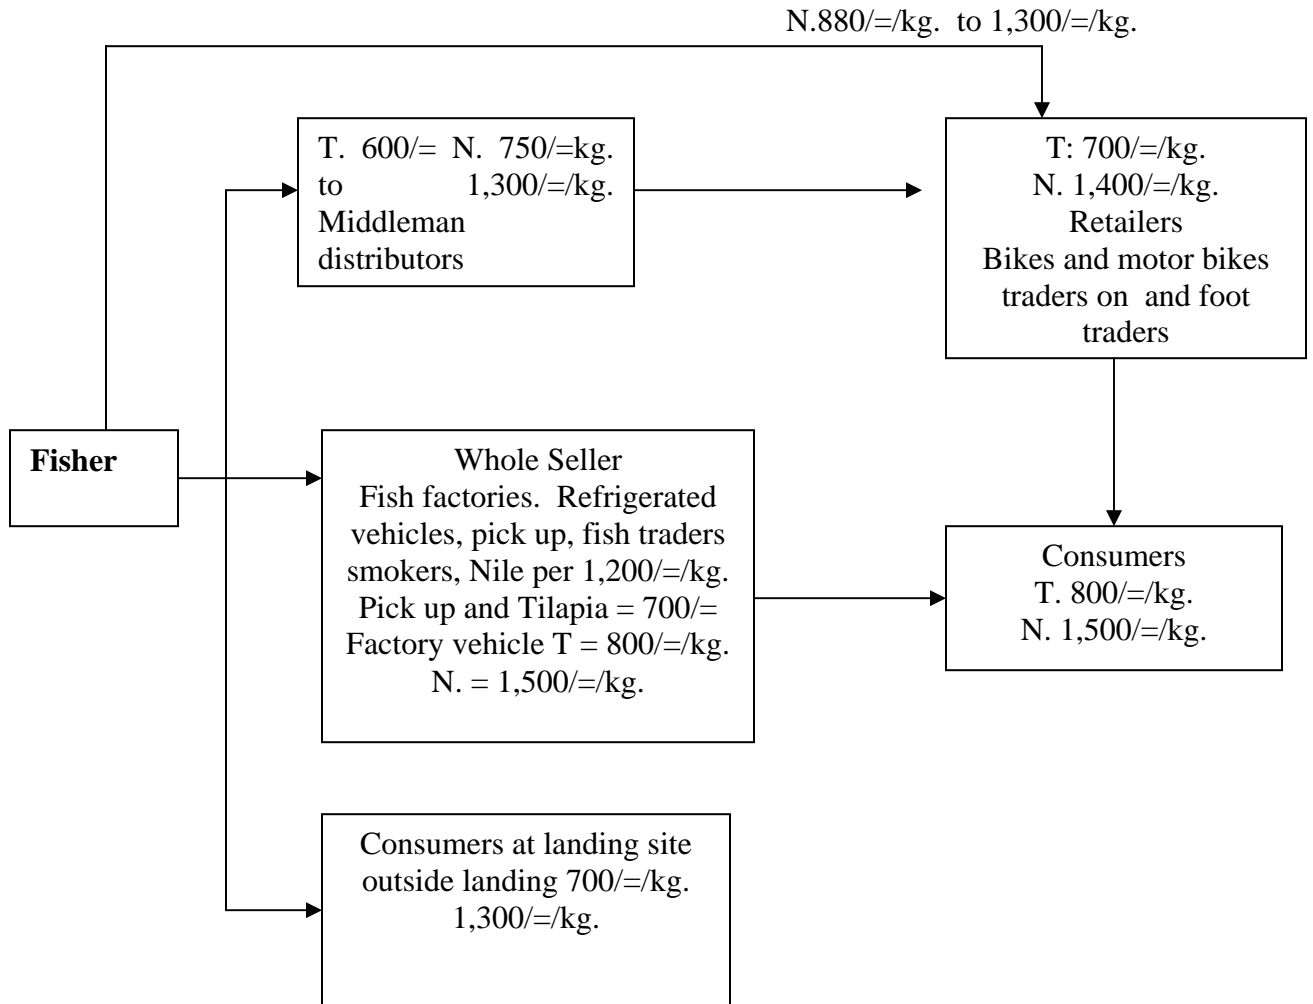 N.880/=/kg. to 1,300/=/kg.
T. 600/= N. 750/=kg.
to 1,300/=/kg.
Middleman
distributors
T: 700/=/kg.
N. 1,400/=/kg.
Retailers
Bikes and motor bikes
traders on and foot
traders
Fisher
Whole Seller
Fish factories. Refrigerated
vehicles, pick up, fish traders
smokers, Nile per 1,200/=/kg.
Pick up and Tilapia = 700/=
Factory vehicle T = 800/=/kg.
N. = 1,500/=/kg.
Consumers
T. 800/=/kg.
N. 1,500/=/kg.
Consumers at landing site
outside landing 700/=/kg.
1,300/=/kg.